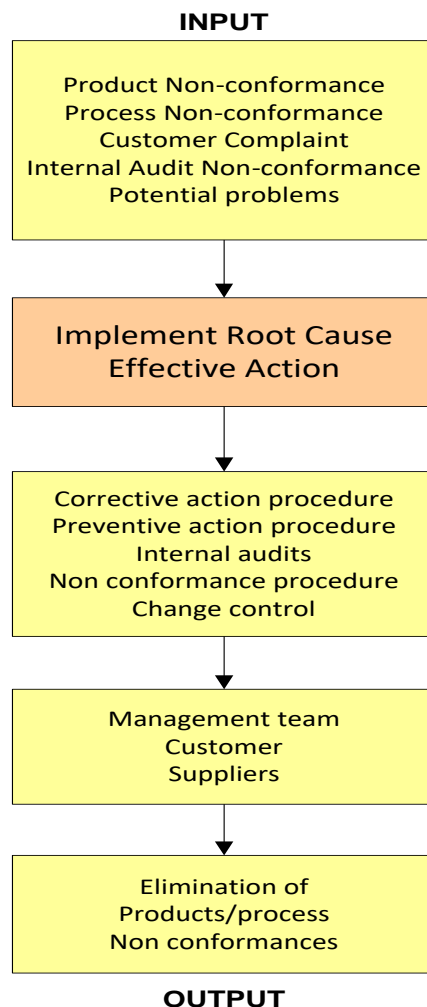 INPUT
Product Non-conformance
Process Non-conformance
Customer Complaint
Internal Audit Non-conformance
Potential problems
Implement Root Cause
Effective Action
Corrective action procedure
Preventive action procedure
Internal audits
Non conformance procedure
Change control
Management team
Customer
Suppliers
Elimination of
Products/process
Non conformances
OUTPUT